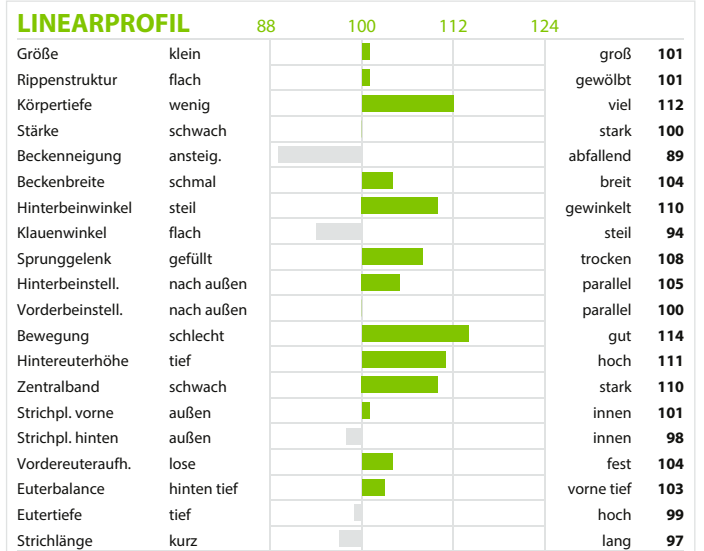 LINEARPROFIL 88 100 112 124
Größe klein groß 101
Rippenstruktur flach gewölbt 101
Körpertiefe wenig viel 112
Stärke schwach stark 100
Beckenneigung ansteig. abfallend 89
Beckenbreite schmal breit 104
Hinterbeinwinkel steil gewinkelt 110
Klauenwinkel flach steil 94
Sprunggelenk gefüllt trocken 108
Hinterbeinstell. nach außen parallel 105
Vorderbeinstell. nach außen parallel 100
Bewegung schlecht gut 114
Hintereuterhöhe tief hoch 111
Zentralband schwach stark 110
Strichpl. vorne außen innen 101
Strichpl. hinten außen innen 98
Vordereuteraufh. lose fest 104
Euterbalance hinten tief vorne tief 103
Eutertiefe tief hoch 99
Strichlänge kurz lang 97